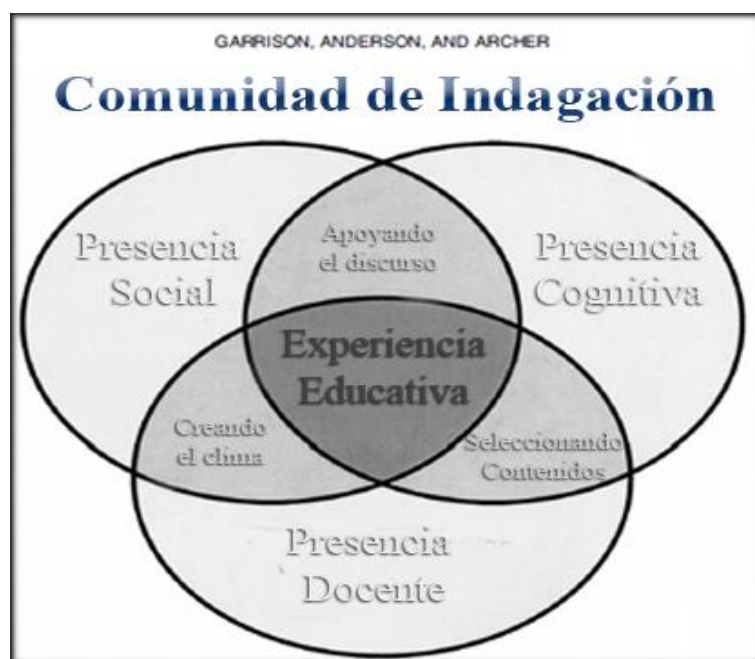 GARRISON, ANDERSON, AND ARCHER
Comunidad de Indagación
Presencia
Social
Apoyando
el discurso
Presencia
Cognitiva
Experiencia
Educativa
Creando
el clima
Seleccionando
Contenidos
Presencia
Docente